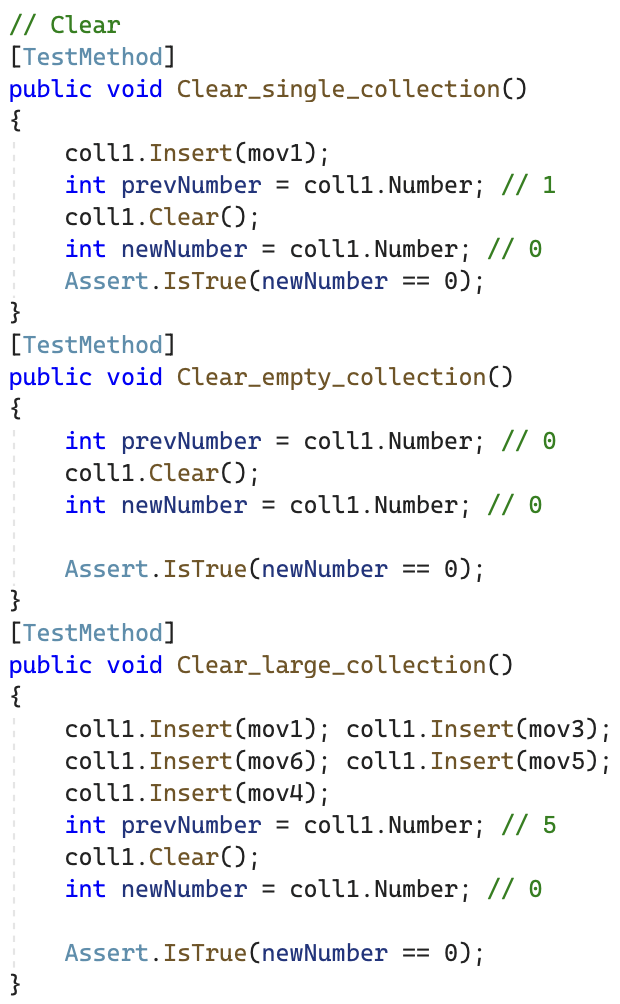 // Clear
[TestMethod]
public void Clear_single_collection()
{
    coll1.Insert(mov1);
    int prevNumber = coll1.Number; // 1
    coll1.Clear();
    int newNumber = coll1.Number; // 0
    Assert.IsTrue(newNumber == 0);
}
[TestMethod]
public void Clear_empty_collection()
{
    int prevNumber = coll1.Number; // 0
    coll1.Clear();
    int newNumber = coll1.Number; // 0

    Assert.IsTrue(newNumber == 0);
}
[TestMethod]
public void Clear_large_collection()
{
    coll1.Insert(mov1); coll1.Insert(mov3);
    coll1.Insert(mov6); coll1.Insert(mov5);
    coll1.Insert(mov4);
    int prevNumber = coll1.Number; // 5
    coll1.Clear();
    int newNumber = coll1.Number; // 0

    Assert.IsTrue(newNumber == 0);
}